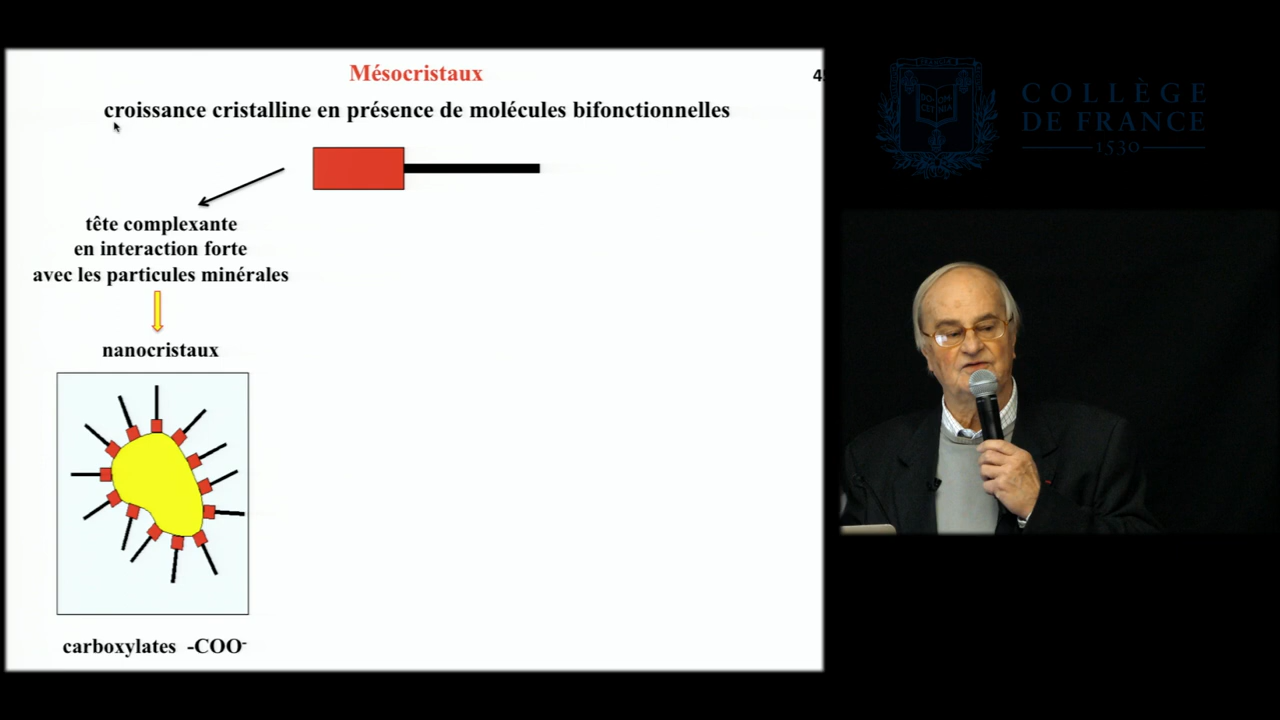 Mésocristaux
4
croissance cristalline en présence de molécules bifonctionnelles
tête complexante
en interaction forte
avec les particules minérales
nanocristaux
carboxylates -COO-
COLLÈGE
DE FRANCE
1530